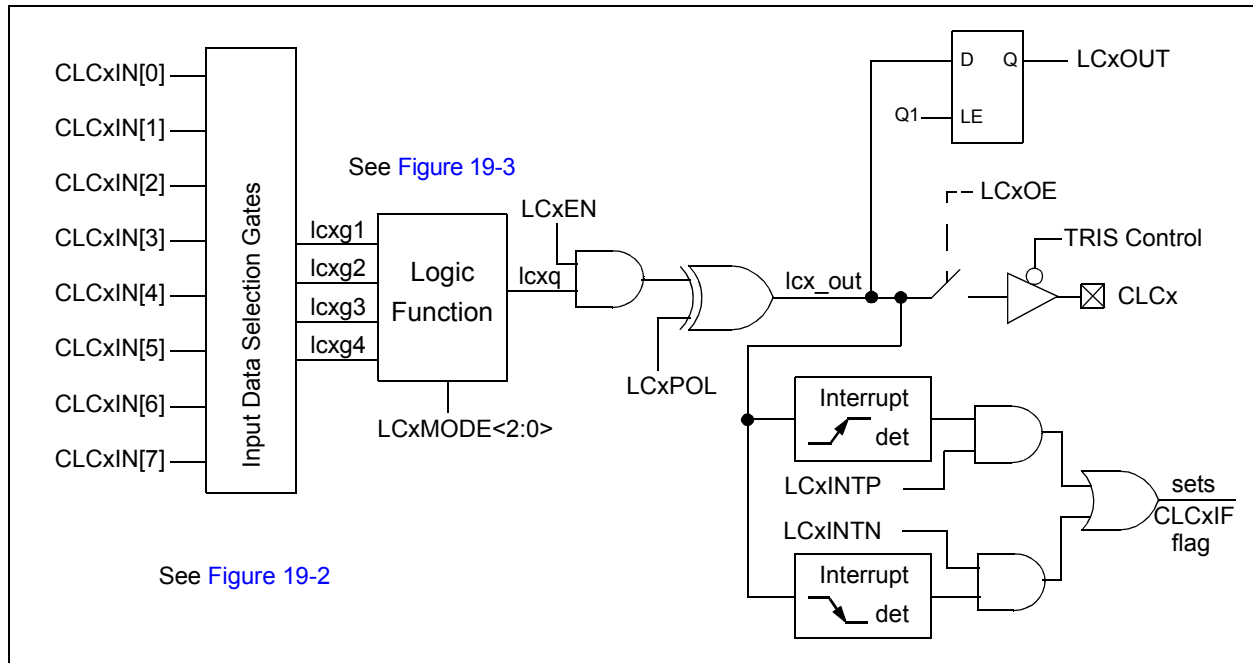 CLCxIN[0]
CLCxIN[1]
CLCxIN[2]
CLCxIN[3]
CLCxIN[4]
CLCxIN[5]
CLCxIN[6]
CLCxIN[7]
Input Data Selection Gates
See Figure 19-2
See Figure 19-3
lcxg1
lcxg2
lcxg3
lcxg4
Logic
Function
LCxMODE<2:0>
LCxEN
lcxq
LCxPOL
lcx_out
D
Q
LCxOUT
Q1
LE
LCxOE
TRIS Control
CLCx
Interrupt
det
LCxINTP
LCxINTN
Interrupt
det
sets
CLCxIF
flag